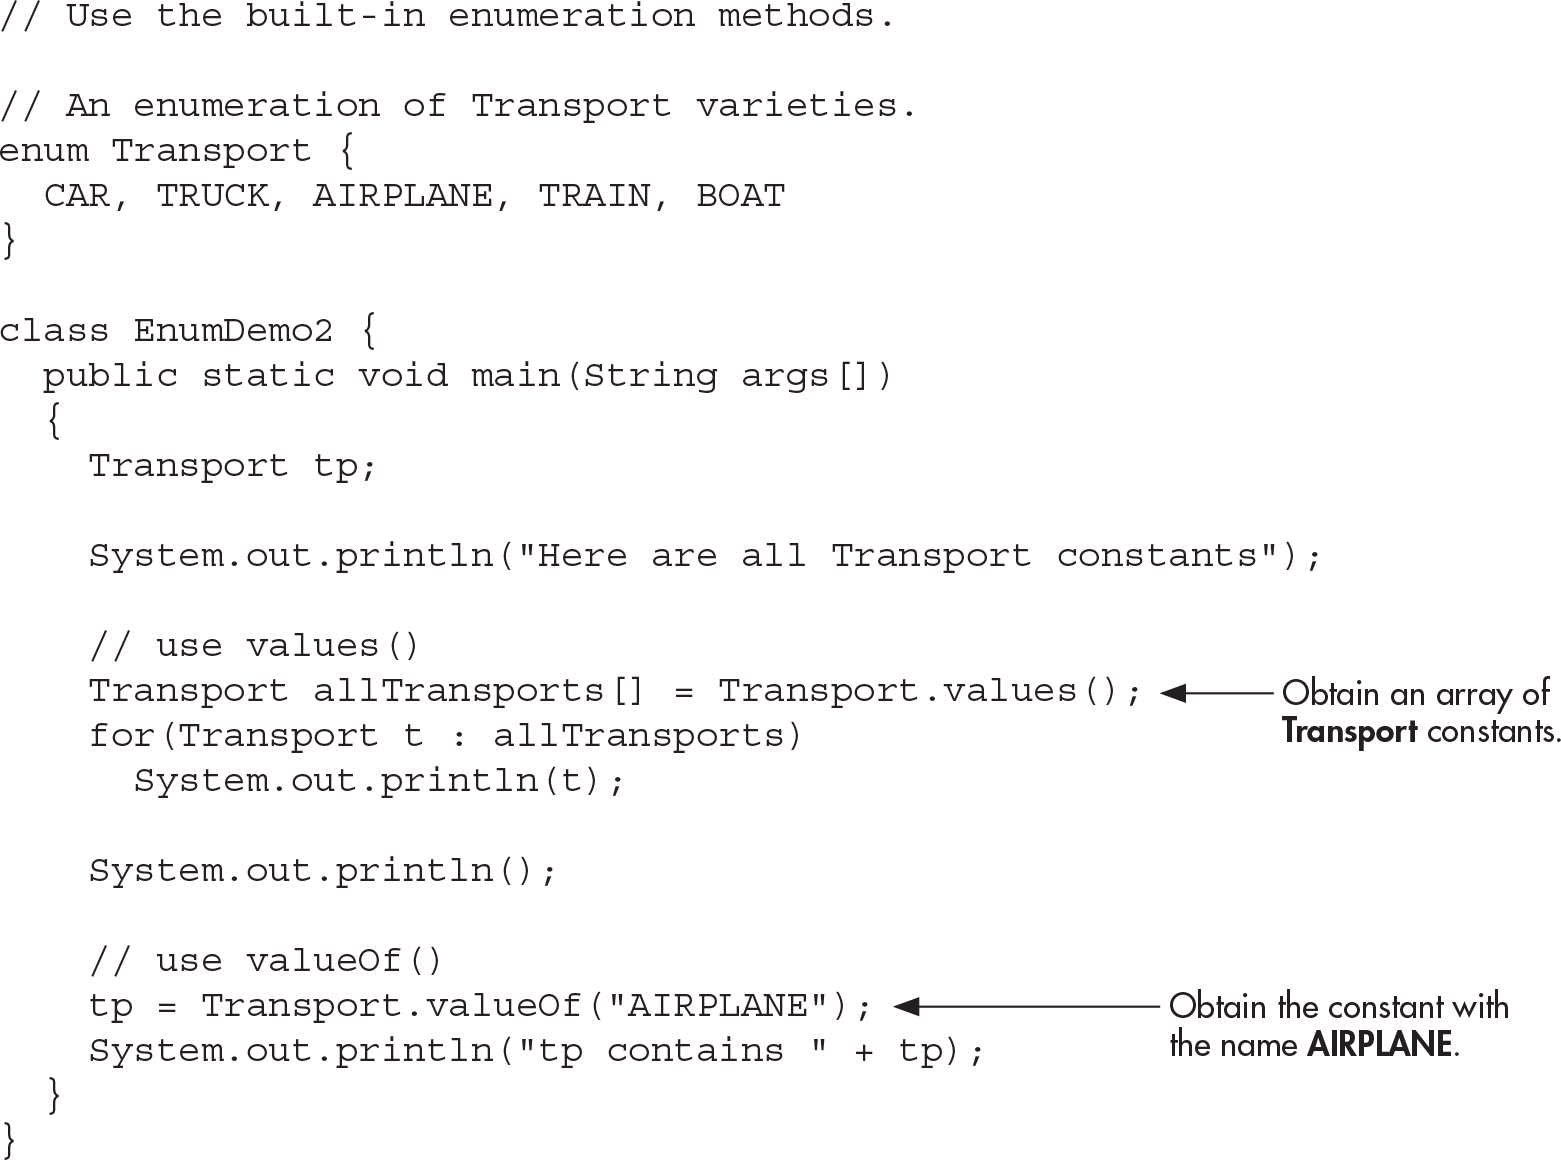 // Use the built-in enumeration methods.
// An enumeration of Transport varieties.
enum Transport {
  CAR, TRUCK, AIRPLANE, TRAIN, BOAT
}
class EnumDemo2 {
  public static void main(String args[])
  {
    Transport tp;
    System.out.println("Here are all Transport constants");
    // use values()
    Transport allTransports[] = Transport.values();
Obtain an array of
Transport constants.
    for(Transport t : allTransports)
      System.out.println(t);
    System.out.println();
    // use valueOf()
    tp = Transport.valueOf("AIRPLANE");
Obtain the constant with
the name AIRPLANE.
    System.out.println("tp contains " + tp);
  }
}